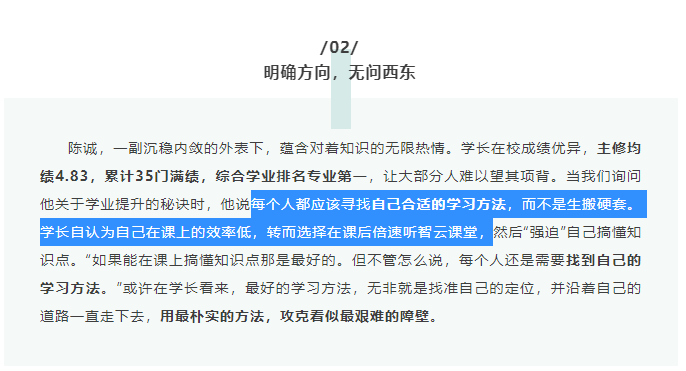 /02/
明确方向，无问西东
陈诚，一副沉稳内敛的外表下，蕴含对着知识的无限热情。学长在校成绩优异，主修均
绩4.83，累计35门满绩，综合学业排名专业第一，让大部分人难以望其项背。当我们询问
他关于学业提升的秘诀时，他说每个人都应该寻找自己合适的学习方法，而不是生搬硬套。
学长自认为自己在课上的效率低，转而选择在课后倍速听智云课堂，然后“强迫”自己搞懂知
识点。“如果能在课上搞懂知识点那是最好的。但不管怎么说，每个人还是需要找到自己的
学习方法。”或许在学长看来，最好的学习方法，无非就是找准自己的定位，并沿着自己的
道路一直走下去，用最朴实的方法，攻克看似最艰难的障壁。